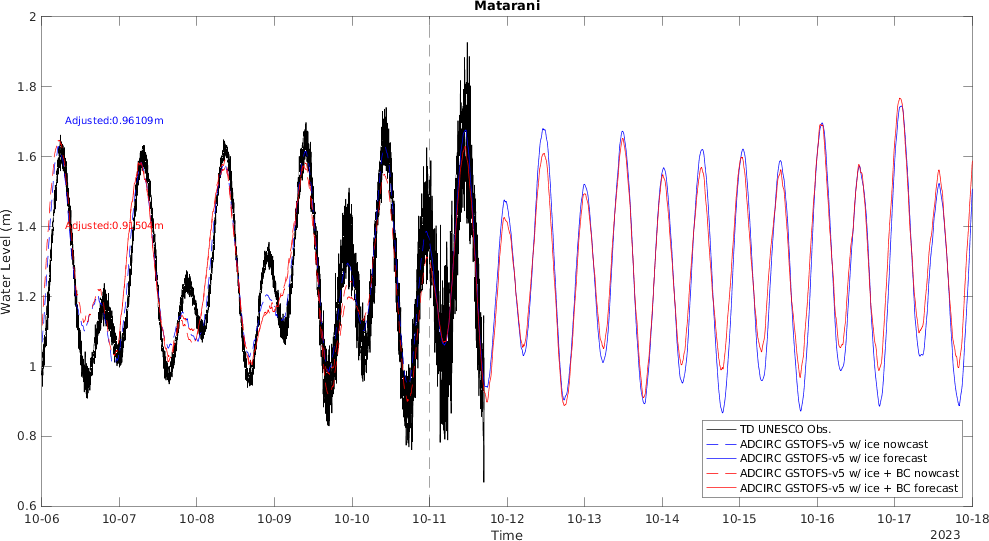 Matarani
2
1.8
1.6
1.4
1.2
1
0.8
0.6
Water Level (m)
Adjusted:0.96109m
10-06
10-07
10-08
10-09
10-10
10-11
10-12
10-13
10-14
10-15
10-16
10-17
10-18
Time
2023
TD UNESCO Obs.
ADCIRC GSTOFS-v5 w/ ice nowcast
ADCIRC GSTOFS-v5 w/ ice forecast
ADCIRC GSTOFS-v5 w/ ice + BC nowcast
ADCIRC GSTOFS-v5 w/ ice + BC forecast